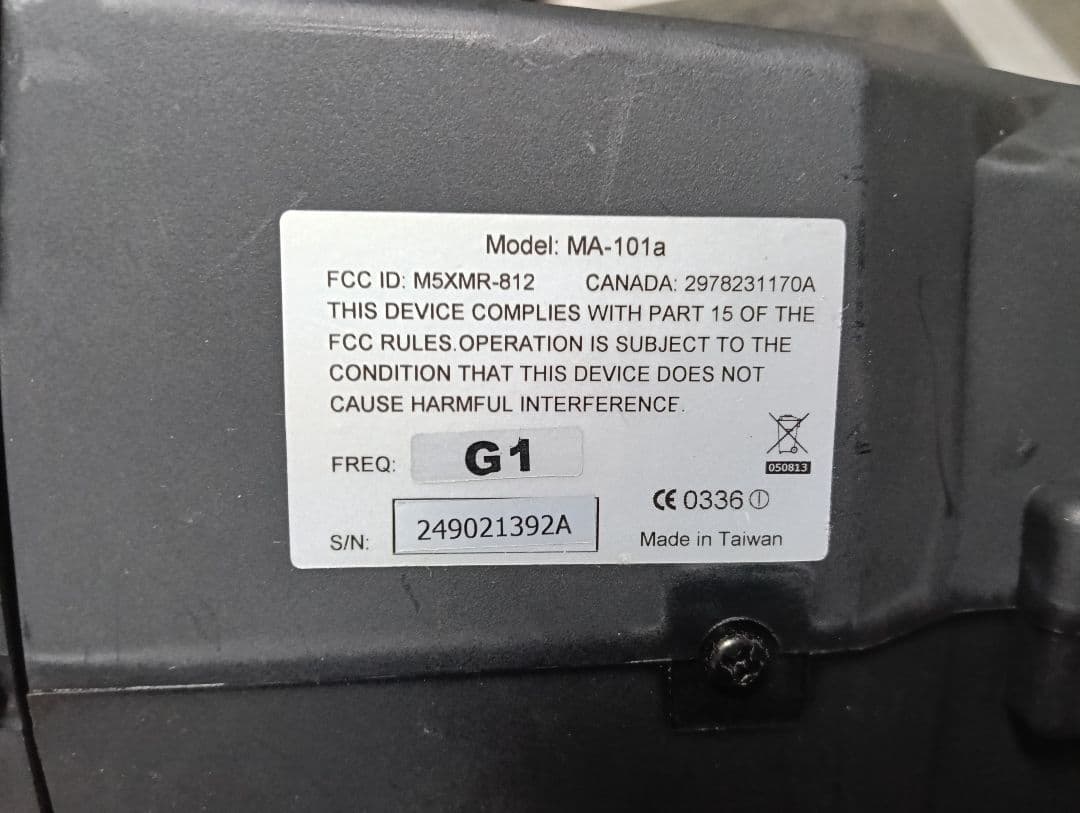 Model: MA-101a
FCC ID: M5XMR-812 CANADA: 2978231170A
THIS DEVICE COMPLIES WITH PART 15 OF THE
FCC RULES.OPERATION IS SUBJECT TO THE
CONDITION THAT THIS DEVICE DOES NOT
CAUSE HARMFUL INTERFERENCE.
FREQ: G1
050813
CE 0336
S/N: 249021392A
Made in Taiwan